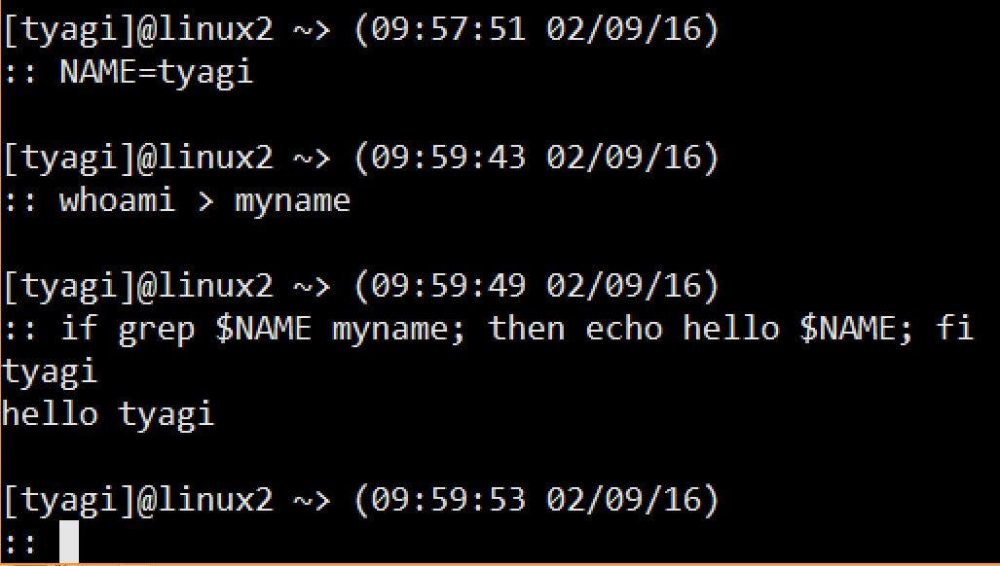 [tyagi]@linux2 ~> (09:57:51 02/09/16)
:: NAME=tyagi
[tyagi]@linux2 ~> (09:59:43 02/09/16)
:: whoami > myname
[tyagi]@linux2 ~> (09:59:49 02/09/16)
:: if grep $NAME myname; then echo hello $NAME; fi
tyagi
hello tyagi
[tyagi]@linux2 ~> (09:59:53 02/09/16)
::